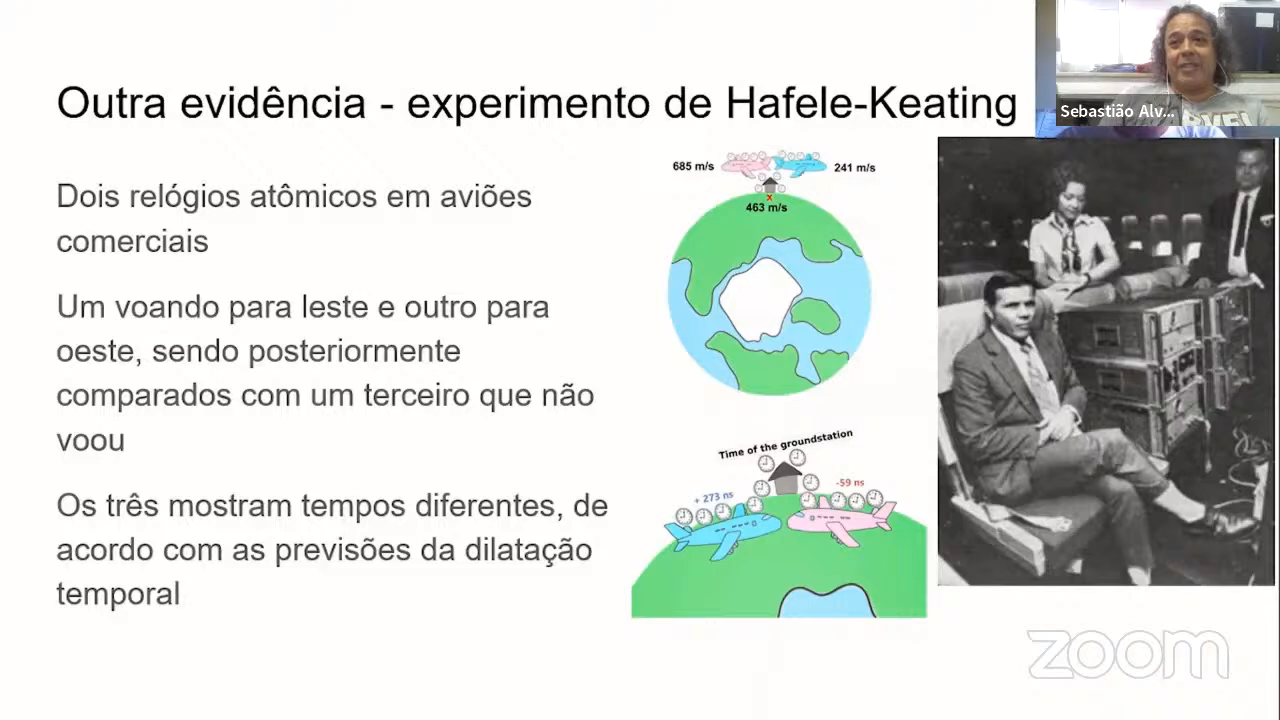 Outra evidência - experimento de Hafele-Keating
Sebastião Alv...
Dois relógios atômicos em aviões
comerciais
Um voando para leste e outro para
oeste, sendo posteriormente
comparados com um terceiro que não
voou
Os três mostram tempos diferentes, de
acordo com as previsões da dilatação
temporal
685 m/s
241 m/s
x
463 m/s
Time of the groundstation
+ 273 ns
-59 ns
zoom